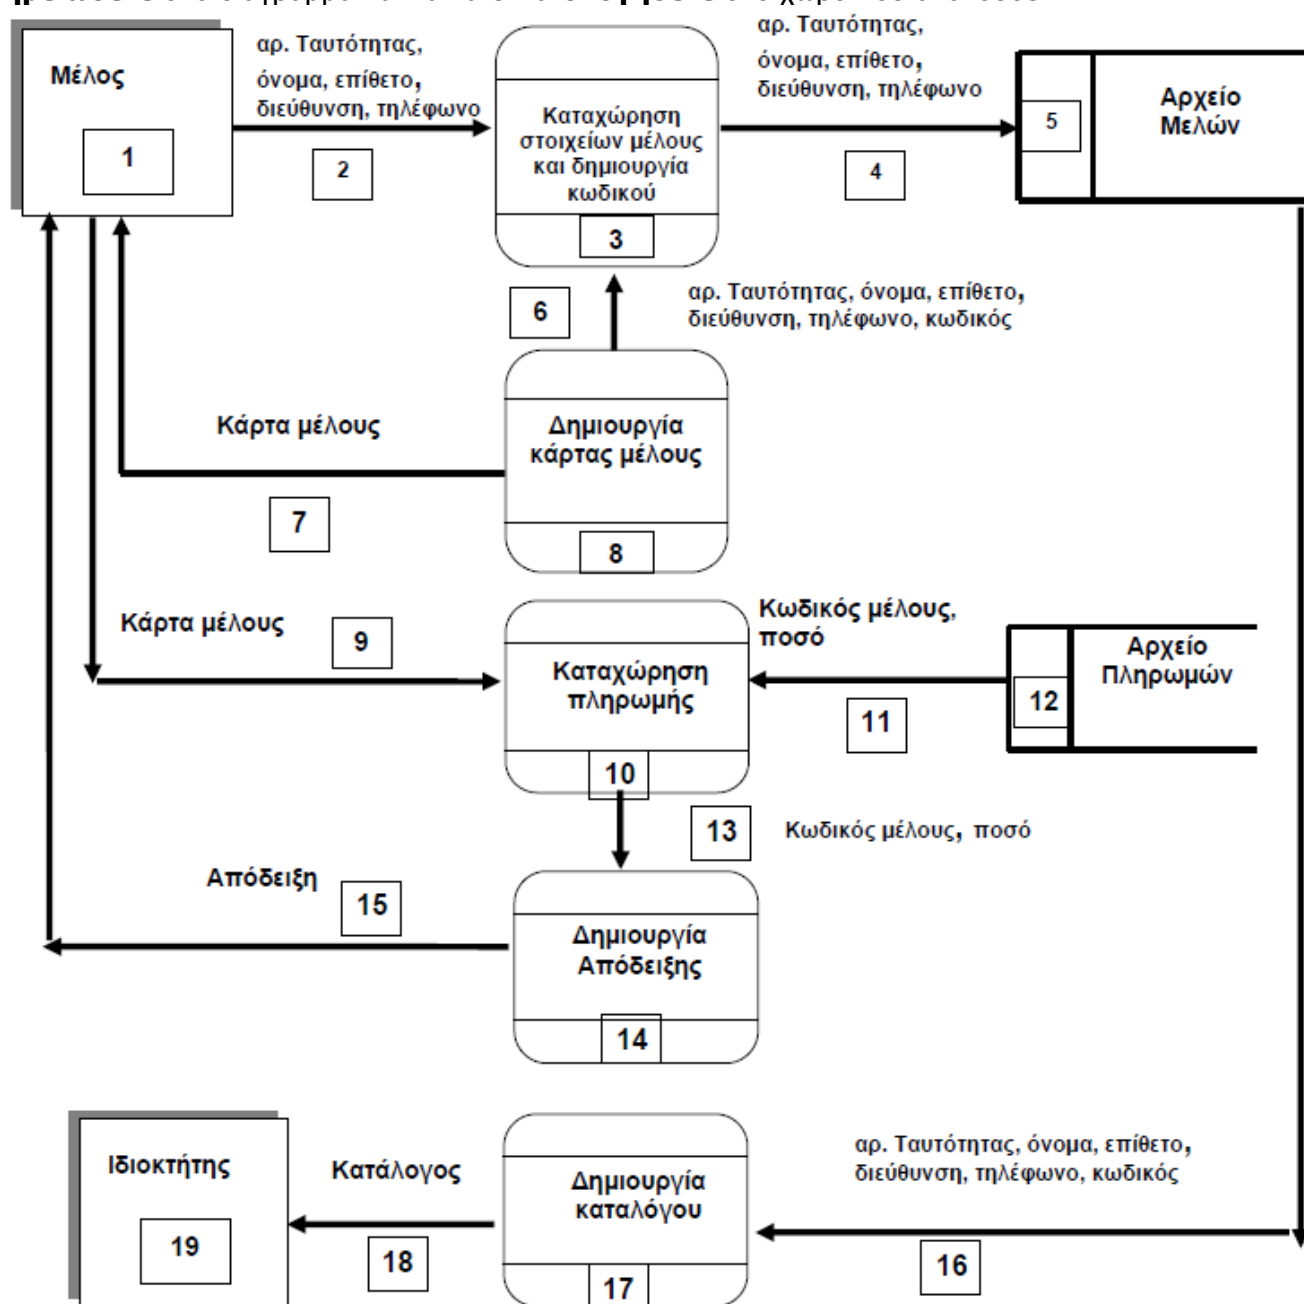 Μέλος
1
αρ. Ταυτότητας,
όνομα, επίθετο,
διεύθυνση, τηλέφωνο
2
Καταχώρηση
στοιχείων μέλους
και δημιουργία
κωδικού
3
αρ. Ταυτότητας,
όνομα, επίθετο,
διεύθυνση, τηλέφωνο
4
5
Αρχείο
Μελών
6
αρ. Ταυτότητας, όνομα, επίθετο,
διεύθυνση, τηλέφωνο, κωδικός
Κάρτα μέλους
7
Δημιουργία
κάρτας μέλους
8
Κάρτα μέλους
9
Καταχώρηση
πληρωμής
10
Κωδικός μέλους,
ποσό
11
12
Αρχείο
Πληρωμών
13
Κωδικός μέλους, ποσό
Απόδειξη
15
Δημιουργία
Απόδειξης
14
Ιδιοκτήτης
19
Κατάλογος
18
Δημιουργία
καταλόγου
17
αρ. Ταυτότητας, όνομα, επίθετο,
διεύθυνση, τηλέφωνο, κωδικός
16